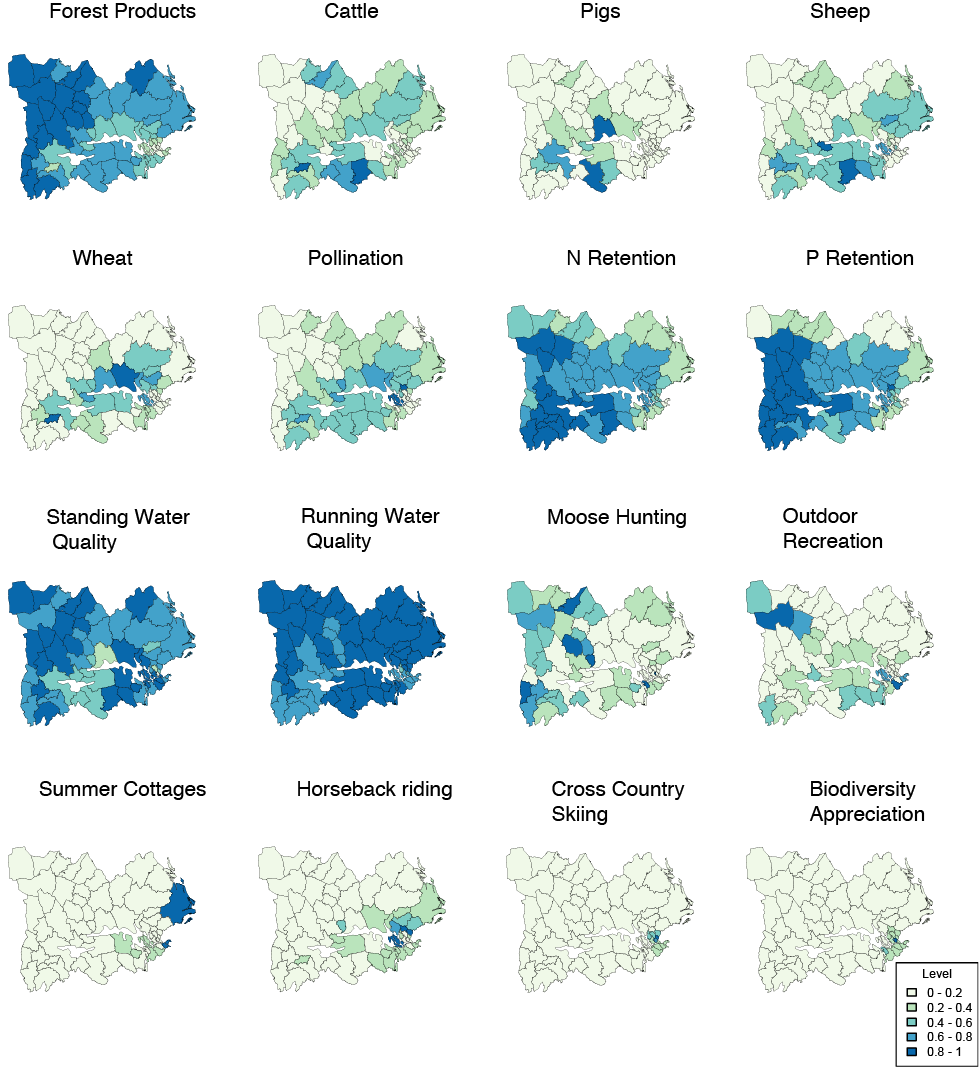 Forest Products
Cattle
Pigs
Sheep
Wheat
Pollination
N Retention
P Retention
Standing Water
Quality
Running Water
Quality
Moose Hunting
Outdoor
Recreation
Summer Cottages
Horseback riding
Cross Country
Skiing
Biodiversity
Appreciation
Level
0 - 0.2
0.2 - 0.4
0.4 - 0.6
0.6 - 0.8
0.8 - 1